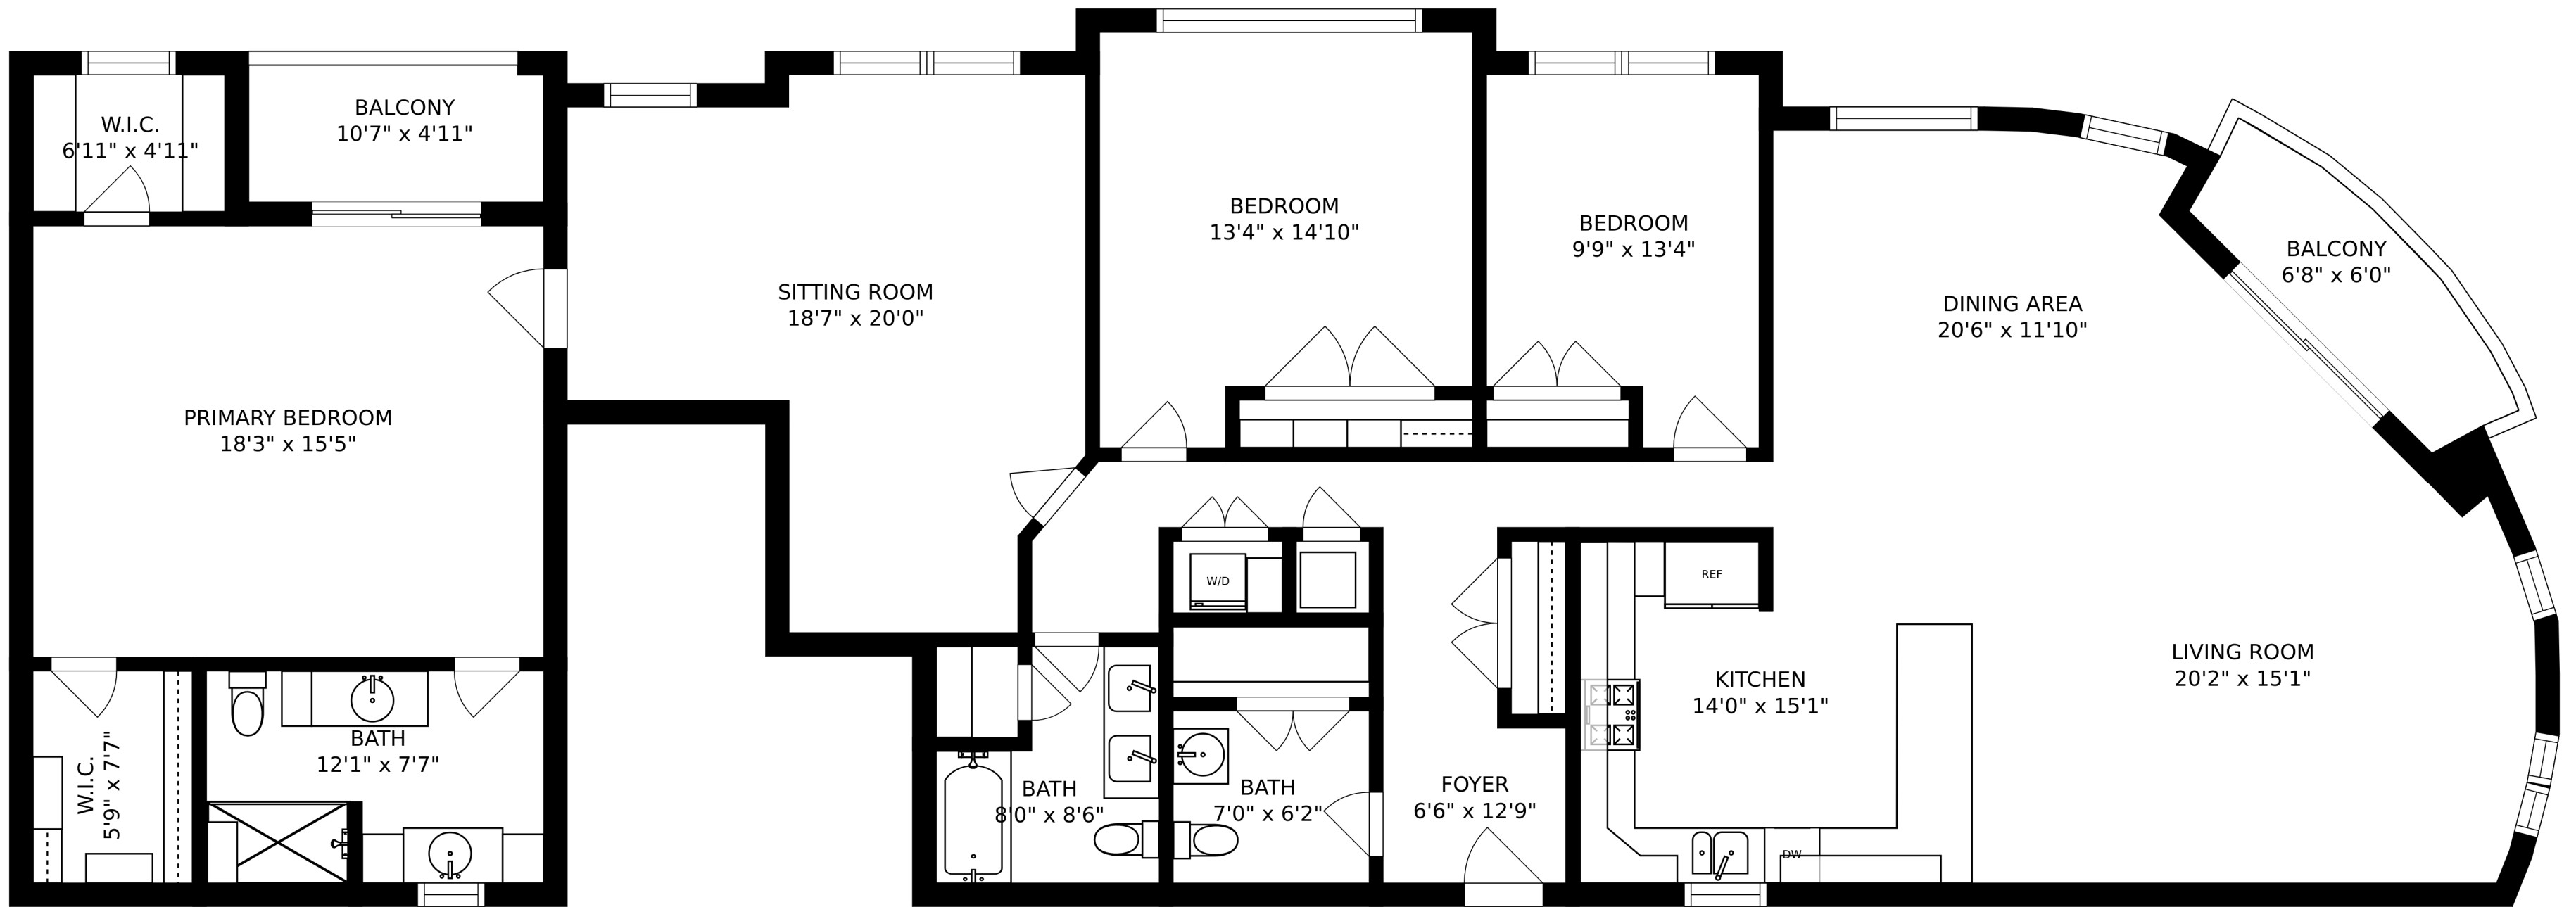 W.I.C.
6'11" x 4'11"
BALCONY
10'7" x 4'11"
PRIMARY BEDROOM
18'3" x 15'5"
W.I.C.
5'9" x 7'7"
BATH
12'1" x 7'7"
SITTING ROOM
18'7" x 20'0"
BEDROOM
13'4" x 14'10"
BEDROOM
9'9" x 13'4"
W/D
BATH
8'0" x 8'6"
BATH
7'0" x 6'2"
FOYER
6'6" x 12'9"
REF
KITCHEN
14'0" x 15'1"
DW
DINING AREA
20'6" x 11'10"
BALCONY
6'8" x 6'0"
LIVING ROOM
20'2" x 15'1"